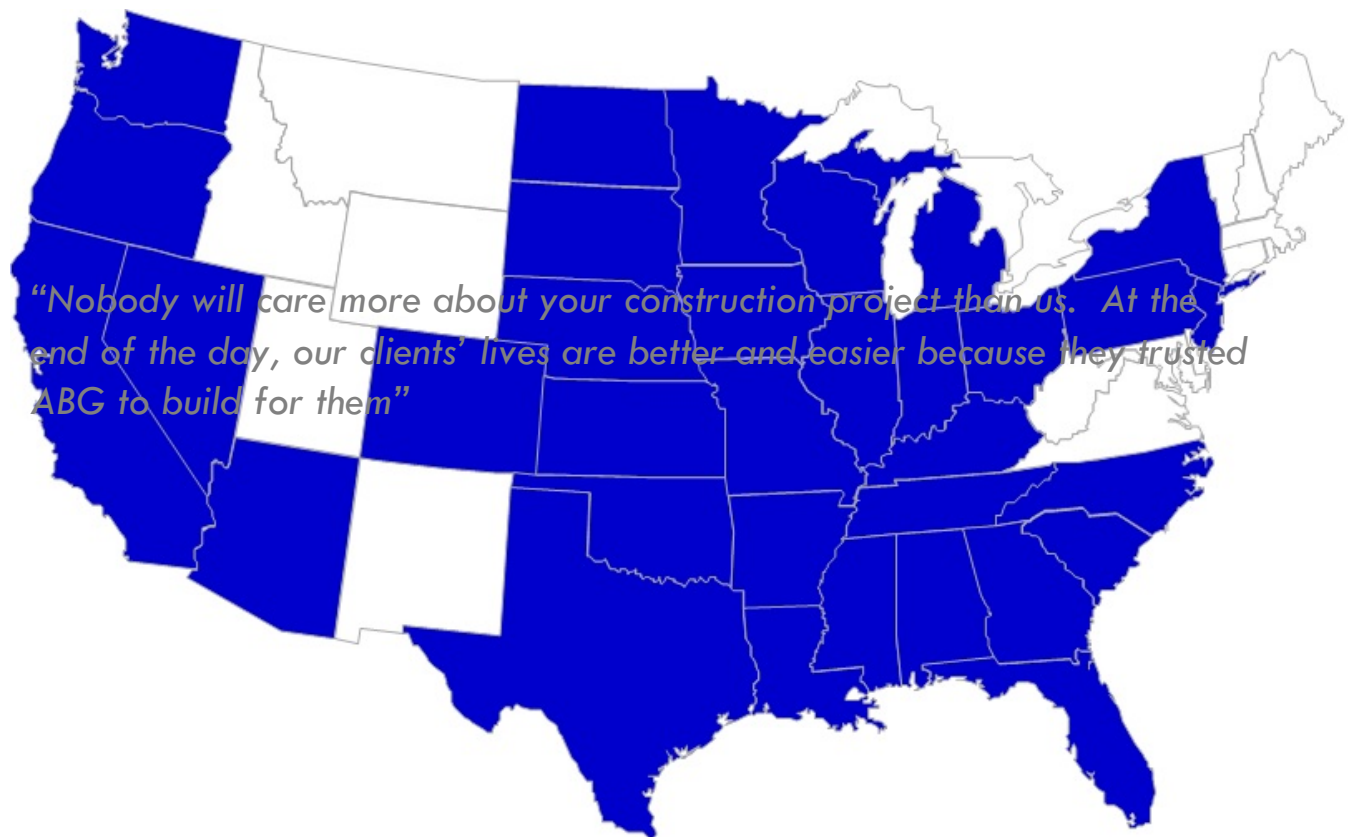 “Nobody will care more about your construction project than us.  At the
end of the day, our clients’ lives are better and easier because they trusted
ABG to build for them”